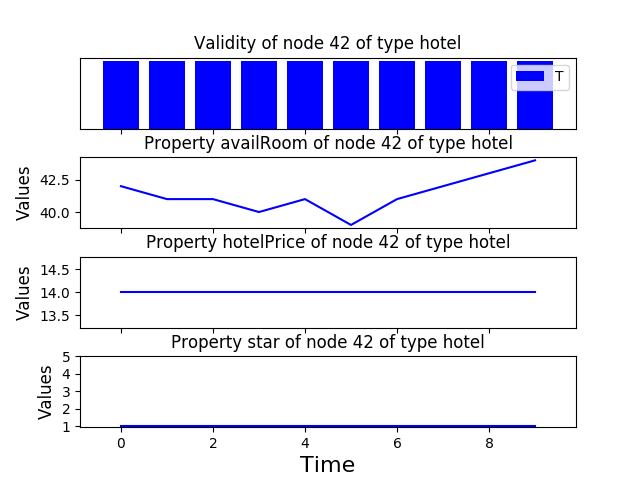 Validity of node 42 of type hotel
T
Property availRoom of node 42 of type hotel
Values
42.5
40.0
Property hotelPrice of node 42 of type hotel
Values
14.5
14.0
13.5
Property star of node 42 of type hotel
Values
5
4
3
2
1
0 2 4 6 8
Time